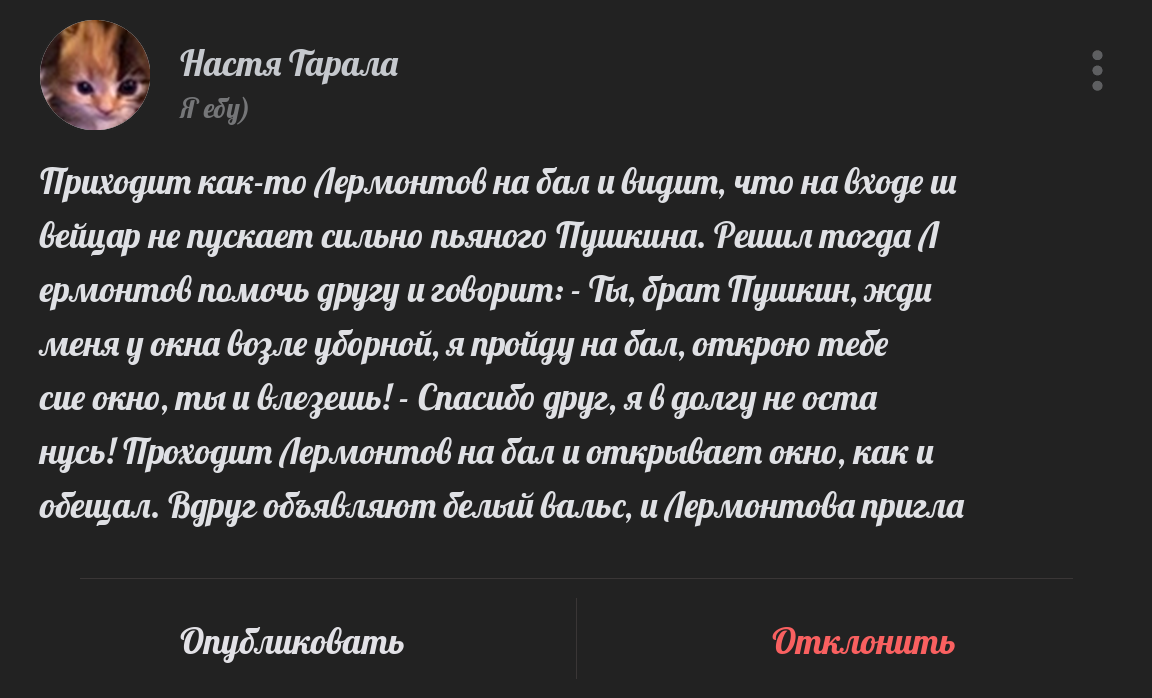 Настя Тарала
Я ебу)
Приходит как-то Лермонтов на бал и видит, что на входе ш
вейцар не пускает сильно пьяного Пушкина. Решил тогда Л
ермонтов помочь другу и говорит: - Ты, брат Пушкин, жди
меня у окна возле уборной, я пройду на бал, открою тебе
сие окно, ты и влезешь! - Спасибо друг, я в долгу не оста
нусь! Проходит Лермонтов на бал и открывает окно, как и
обещал. Вдруг объявляют белый вальс, и Лермонтова пригла
Опубликовать
Отклонить